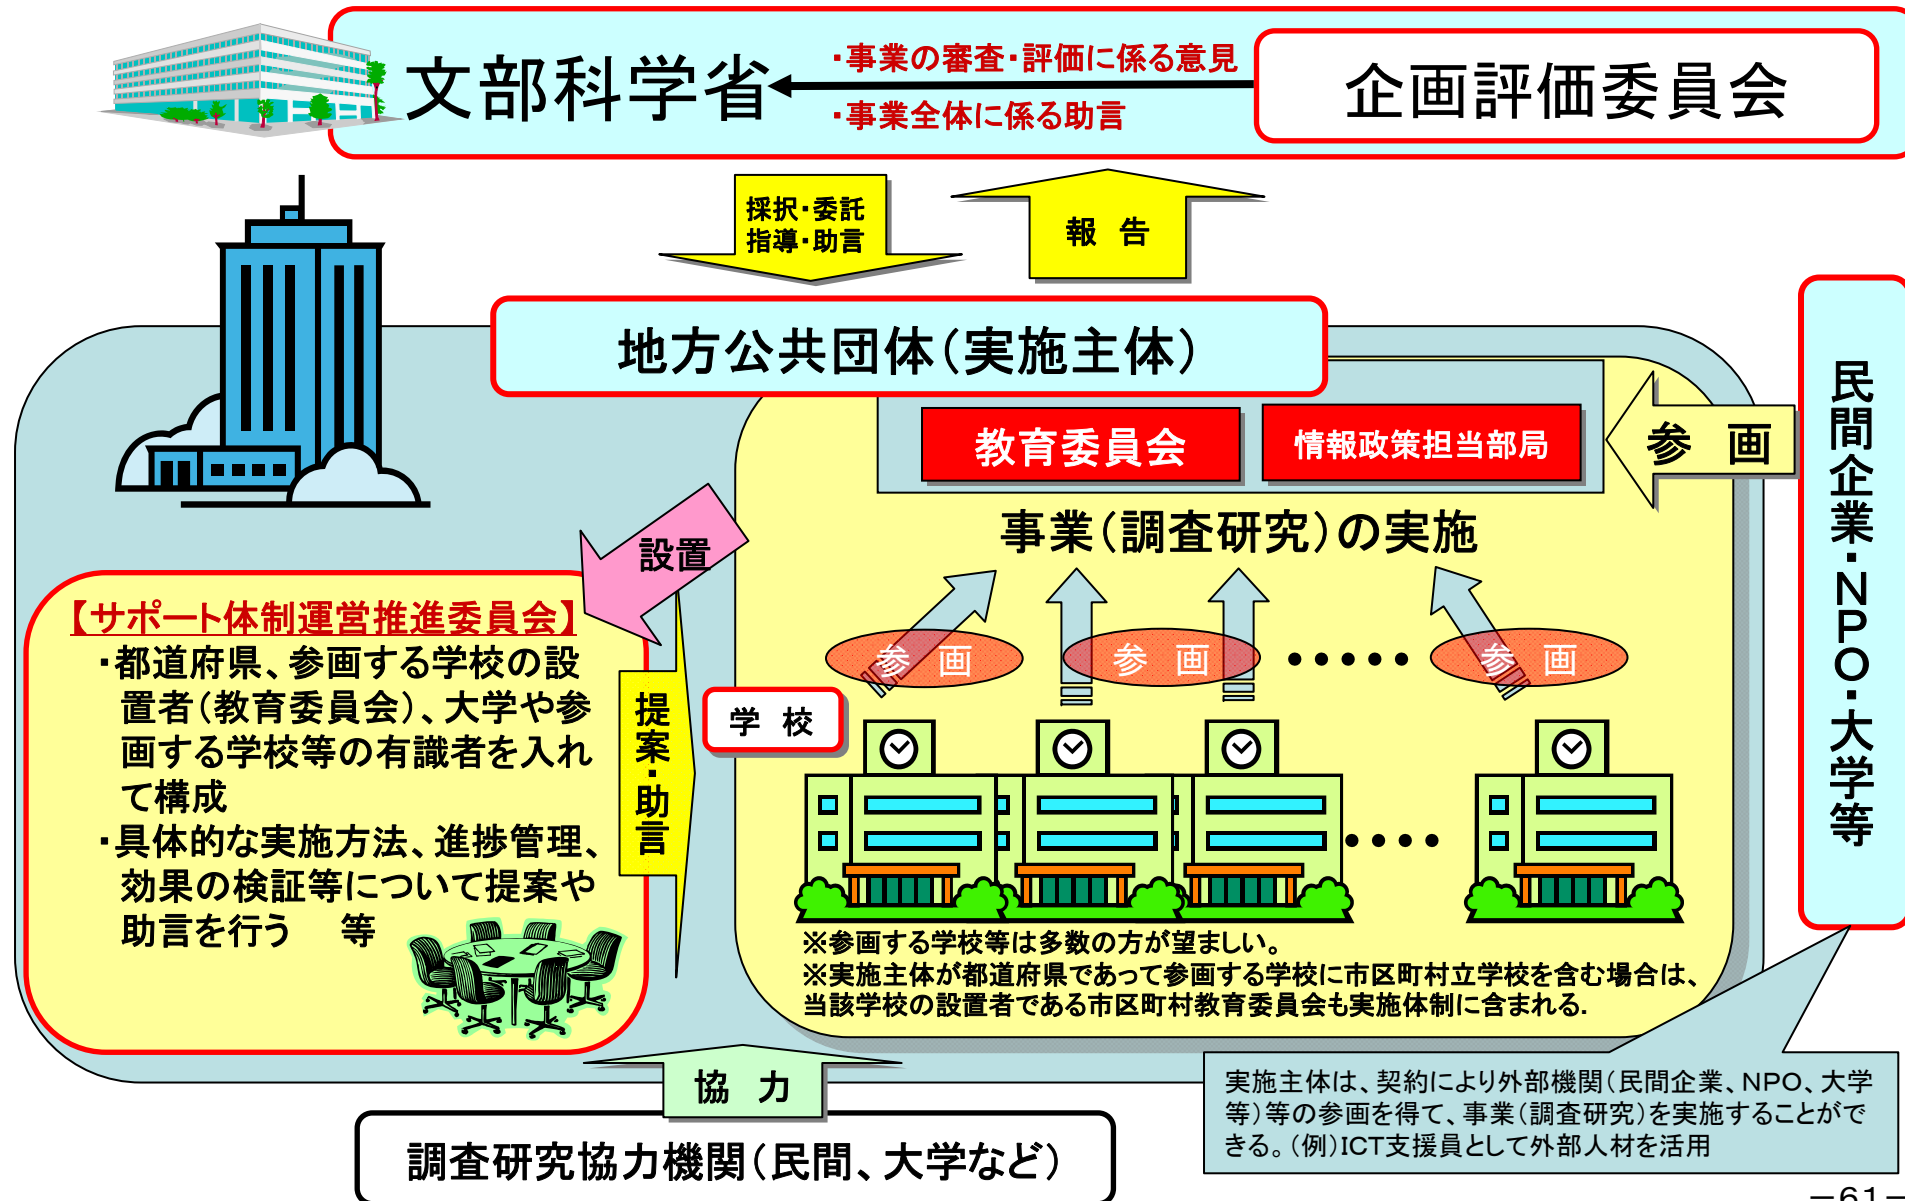 文部科学省
・事業の審査・評価に係る意見
・事業全体に係る助言
企画評価委員会
採択・委託
指導・助言
報 告
地方公共団体（実施主体）
教育委員会
情報政策担当部局
参 画
民間企業・NPO・大学等
事業（調査研究）の実施
設置
【サポート体制運営推進委員会】
・都道府県、参画する学校の設
置者（教育委員会）、大学や参
画する学校等の有識者を入れ
て構成
・具体的な実施方法、進捗管理、
効果の検証等について提案や
助言を行う 等
提案・助言
参 画
参 画
・・・・・
参 画
学 校
・・・・
※参画する学校等は多数の方が望ましい。
※実施主体が都道府県であって参画する学校に市区町村立学校を含む場合は、
当該学校の設置者である市区町村教育委員会も実施体制に含まれる.
協 力
調査研究協力機関（民間、大学など）
実施主体は、契約により外部機関（民間企業、NPO、大学
等）等の参画を得て、事業（調査研究）を実施することがで
きる。（例）ICT支援員として外部人材を活用
－61－